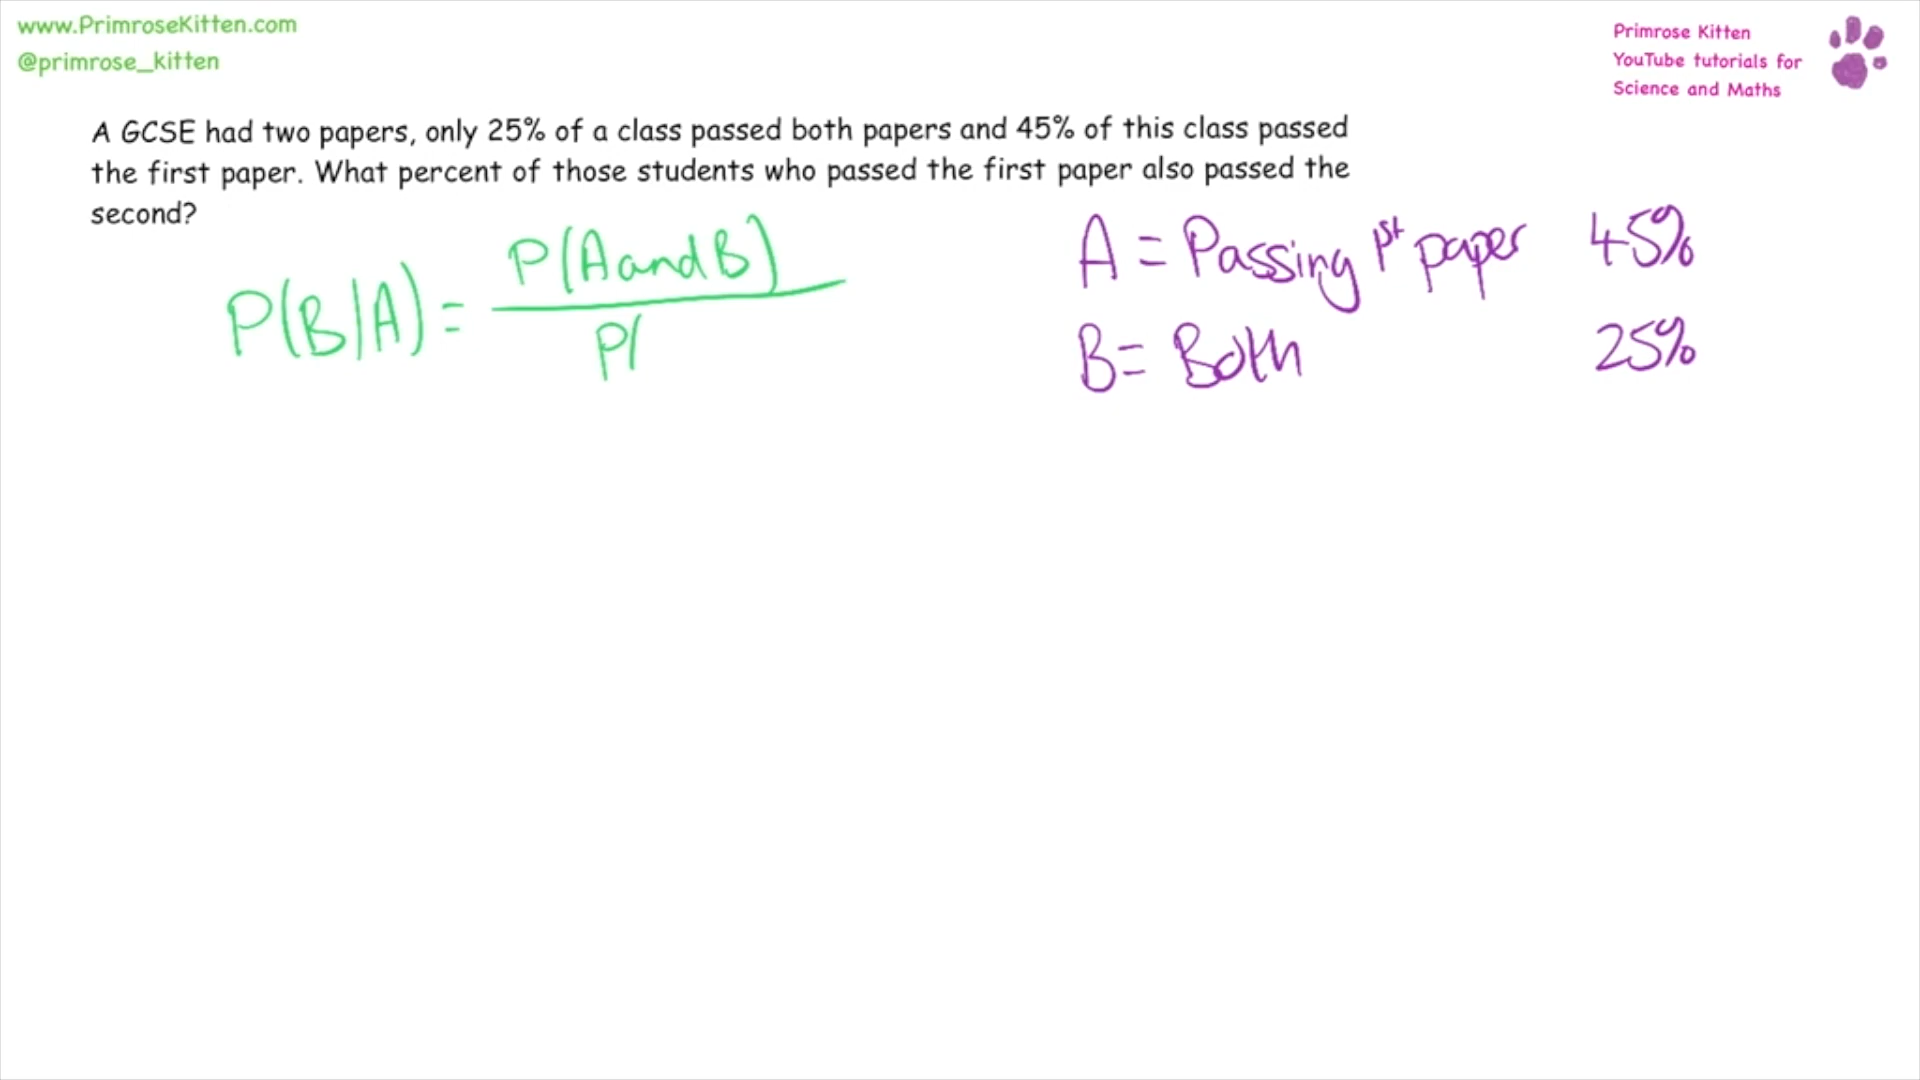 www.PrimroseKitten.com
@primrose_kitten
Primrose Kitten
YouTube tutorials for
Science and Maths
A GCSE had two papers, only 25% of a class passed both papers and 45% of this class passed
the first paper. What percent of those students who passed the first paper also passed the
second?
P(B|A) = P(A and B)
P(
A = Passing 1st paper 45%
B = Both 25%